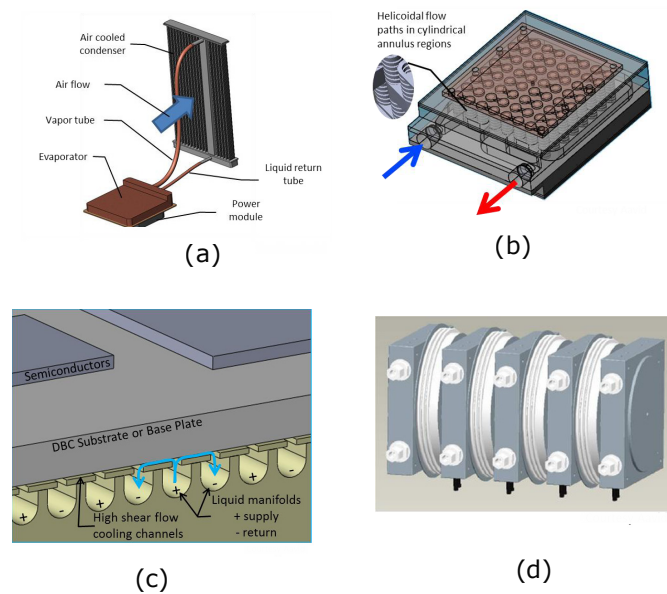 Air cooled
condenser
Air flow
Vapor tube
Evaporator
Liquid return
tube
Power
module
(a)
Helicoidal flow
paths in cylindrical
annulus regions
(b)
Semiconductors
DBC Substrate or Base Plate
- + - + - + - +
High shear flow
cooling channels
Liquid manifolds
+ supply
- return
(c)
(d)